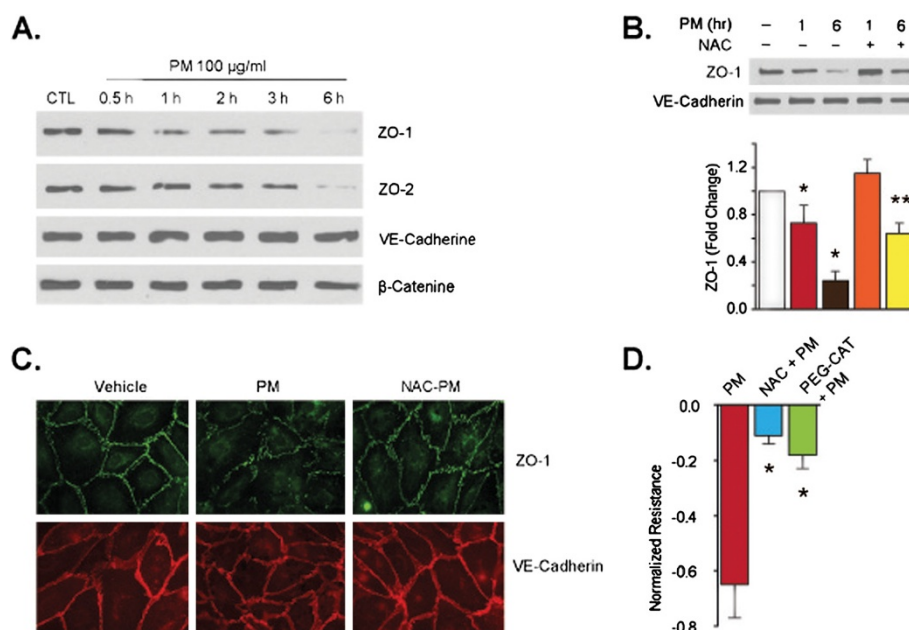 A.
PM 100 µg/ml
CTL 0.5 h 1 h 2 h 3 h 6 h
ZO-1
ZO-2
VE-Cadherine
β-Catenine
B.
PM (hr) – 1 6 1 6
NAC – – – + +
ZO-1
VE-Cadherin
ZO-1 (Fold Change)
1.2
0.8
0.4
0.0
*
*
**
C.
Vehicle PM NAC-PM
ZO-1
VE-Cadherin
D.
PM
NAC + PM
PEG-CAT
+ PM
Normalized Resistance
0.0
-0.2
-0.4
-0.6
-0.8
*
*